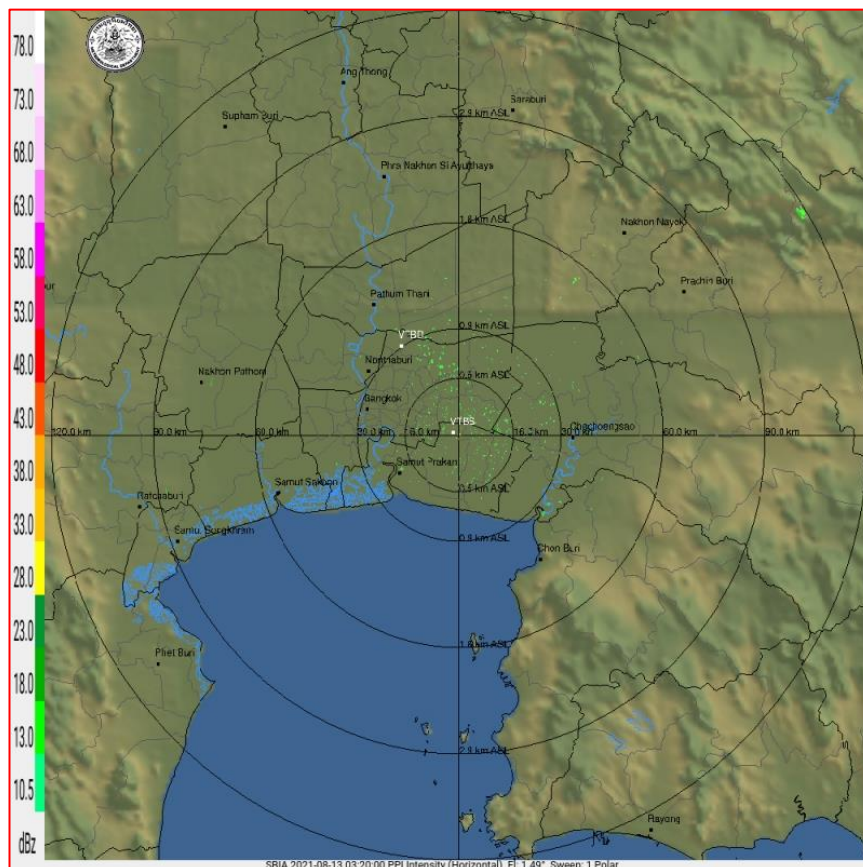 78.0
73.0
68.0
63.0
58.0
53.0
48.0
43.0
38.0
33.0
28.0
23.0
18.0
13.0
10.5
dBz
Ang Thong
Saraburi
Supham Buri
2.9 km ASL
Phra Nakhon Si Ayutthaya
1.8 km ASL
Nakhon Nayok
Prachin Buri
Pathum Thani
0.9 km ASL
VTBD
Nonthaburi
Nakhon Pathom
0.5 km ASL
Bangkok
VTBS
120.0 km 90.0 km 60.0 km 30.0 km 16.0 km 16.2 km 30.0 km 60.0 km 90.0 km
Chachoengsao
Samut Prakan
Samut Sakhon
Ratchaburi
0.5 km ASL
Samut Songkhram
0.9 km ASL
Chon Buri
1.8 km ASL
Phet Buri
2.9 km ASL
Rayong
SBIA 2021-08-13 03:20:00 PPI Intensity (Horizontal), El: 1.49°, Sweep: 1 Polar